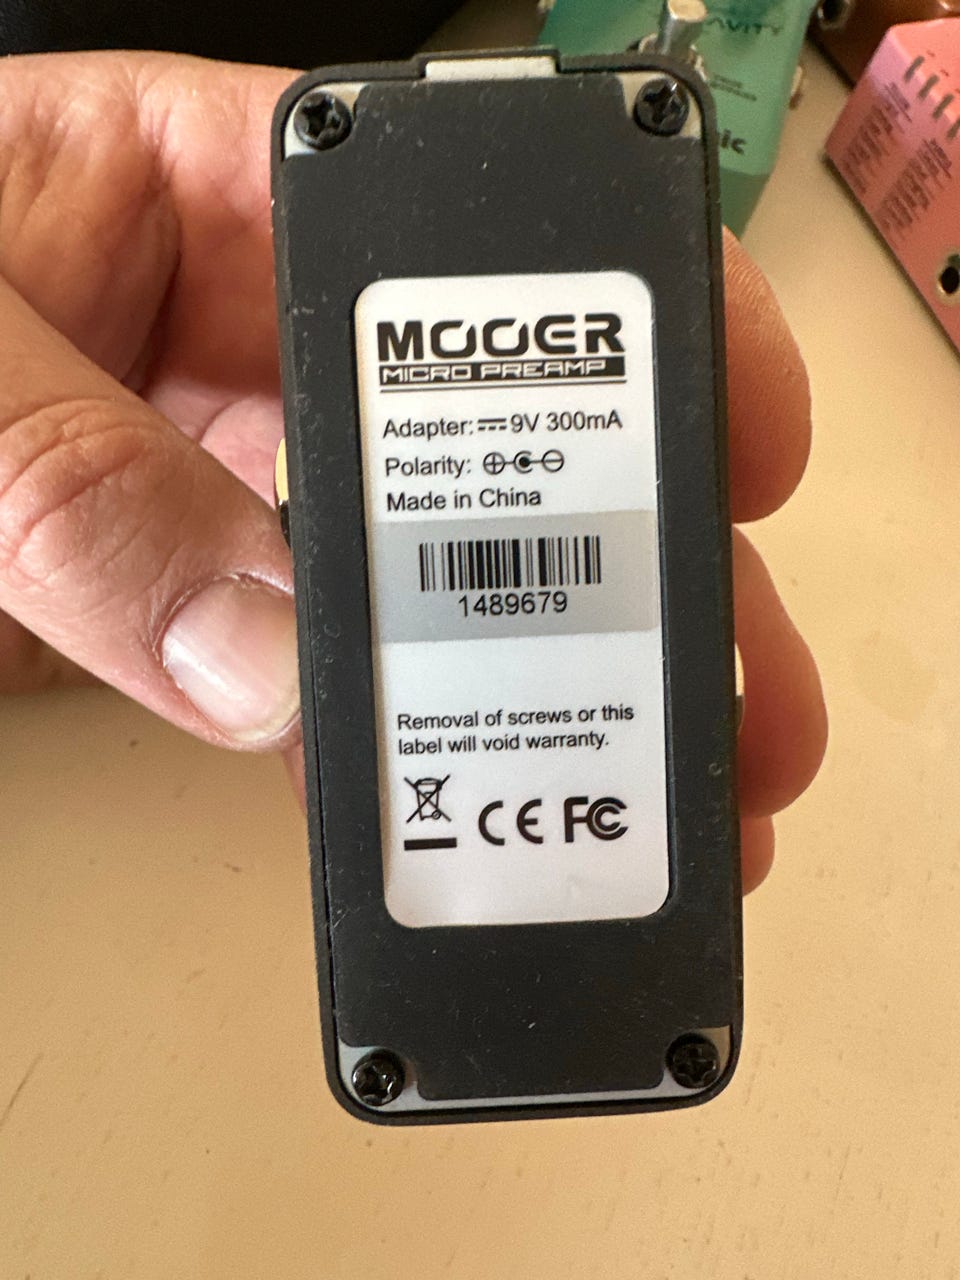 MOOER
MICRO PREAMP
Adapter: 9V 300mA
Polarity:
Made in China
1489679
Removal of screws or this
label will void warranty.
CE FC